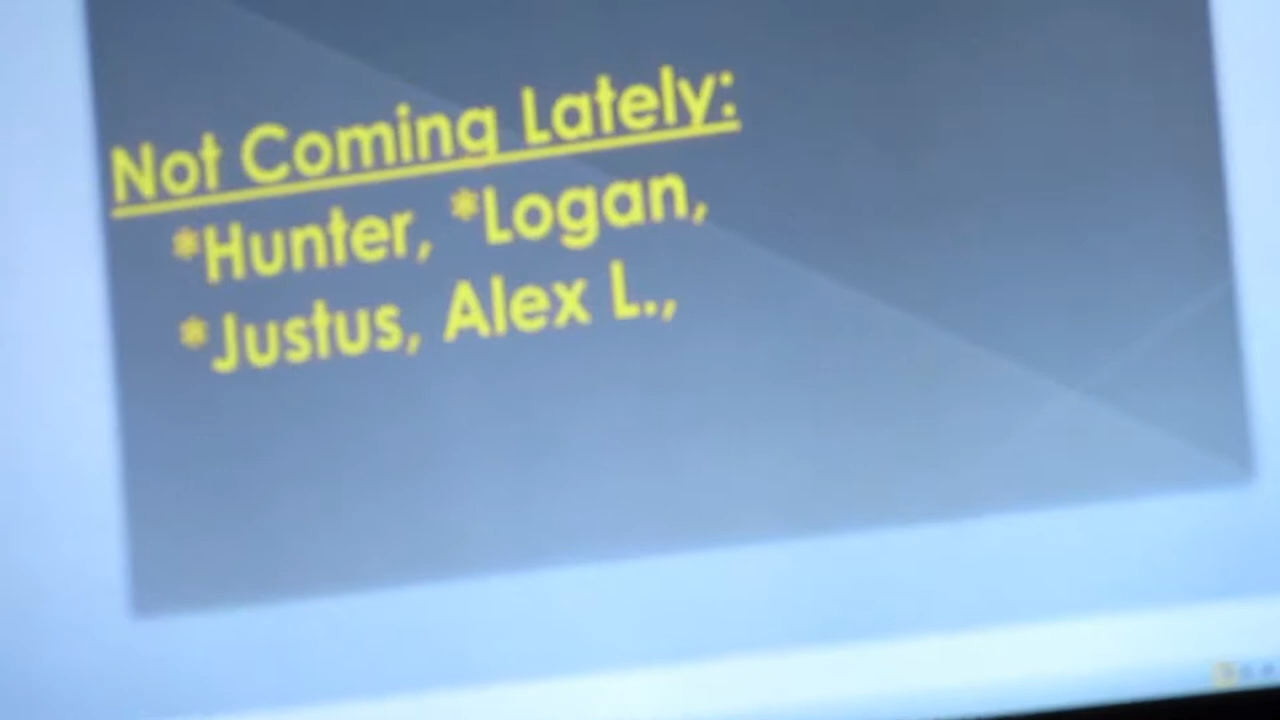 Not Coming Lately:
*Hunter, *Logan,
*Justus, Alex L.,